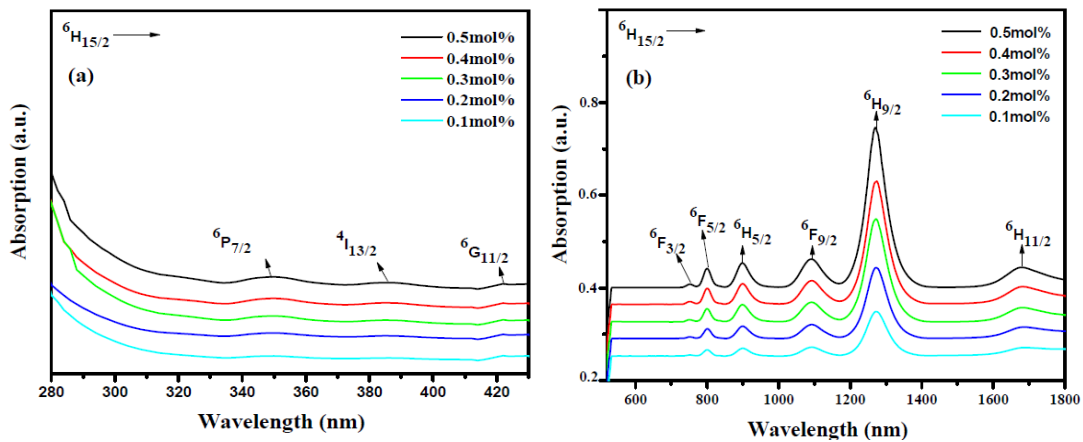 ⁶H₁₅/₂
(a)
0.5mol%
0.4mol%
0.3mol%
0.2mol%
0.1mol%
⁶P₇/₂
⁴I₁₃/₂
⁶G₁₁/₂
Absorption (a.u.)
280 300 320 340 360 380 400 420
Wavelength (nm)
⁶H₁₅/₂
(b)
0.5mol%
0.4mol%
0.3mol%
0.2mol%
0.1mol%
⁶H₉/₂
⁶F₃/₂
⁶F₅/₂
⁶H₅/₂
⁶F₉/₂
⁶H₁₁/₂
Absorption (a.u.)
0.8
0.6
0.4
0.2
600 800 1000 1200 1400 1600 1800
Wavelength (nm)